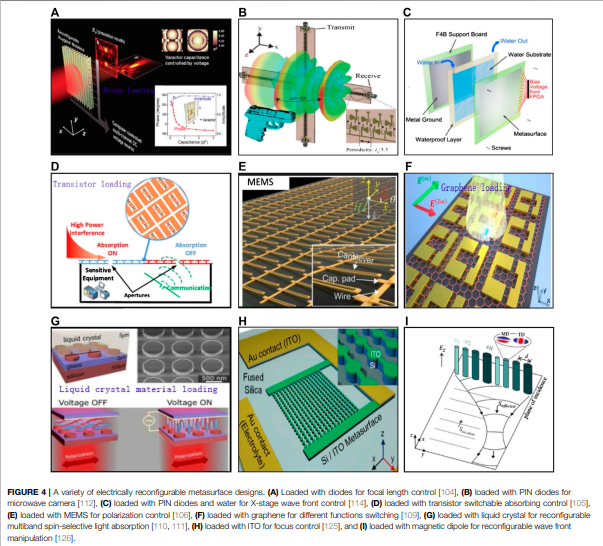 A
Varactor capacitance
controlled by voltage
Diode loading
Amplitude
Varactor
Phase
Phase (degrees)
Capacitance (pF)
B
Transmit
Receive
Periodicity:
C
F4B Support Board
Water Out
Water In
Water Substrate
Bias
Voltage
from
FPGA
Metal Ground
Metasurface
Waterproof Layer
Screws
D
Transistor loading
High Power
Interference
Absorption
ON
Absorption
OFF
Sensitive
Equipment
Communication
Apertures
E
MEMS
Cantilever
Cap. pad
Wire
F
Graphene loading
G
liquid crystal
glass
silicon
500 nm
Liquid crystal material loading
Voltage OFF
Voltage ON
Polarization
Polarization
H
Au contact (ITO)
ITO
Si
Fused
Silica
Au contact
(Electrolyte)
Si / ITO Metasurface
I
MD
TD
plane of incidence
FIGURE 4 | A variety of electrically reconfigurable metasurface designs. (A) Loaded with diodes for focal length control [104], (B) loaded with PIN diodes for
microwave camera [112], (C) loaded with PIN diodes and water for X-stage wave front control [114], (D) loaded with transistor switchable absorbing control [105],
(E) loaded with MEMS for polarization control [106], (F) loaded with graphene for different functions switching [109], (G) loaded with liquid crystal for reconfigurable
multiband spin-selective light absorption [110, 111], (H) loaded with ITO for focus control [125], and (I) loaded with magnetic dipole for reconfigurable wave front
manipulation [126].